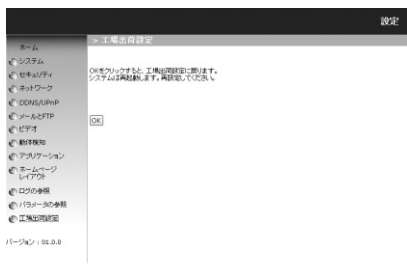 設定
ホーム
> 工場出荷設定
システム
セキュリティ
ネットワーク
DDNS/UPnP
メールとFTP
ビデオ
動体検知
アプリケーション
ホームページ
レイアウト
ログの参照
パラメータの参照
工場出荷設定
バージョン : 01.0.0
OKをクリックすると、工場出荷設定に戻ります。
システムは再起動します。再設定してください。
OK